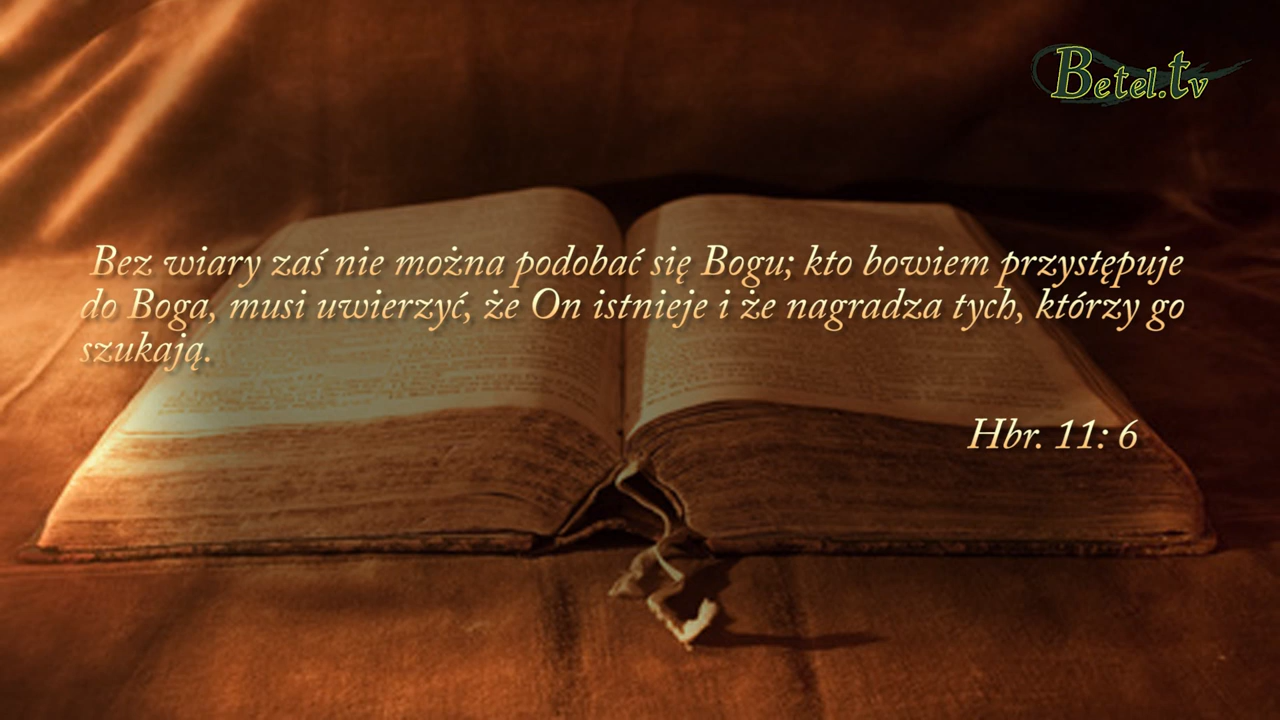 Betel.tv
Bez wiary zaś nie można podobać się Bogu; kto bowiem przystępuje
do Boga, musi uwierzyć, że On istnieje i że nagradza tych, którzy go
szukają.
Hbr. 11: 6